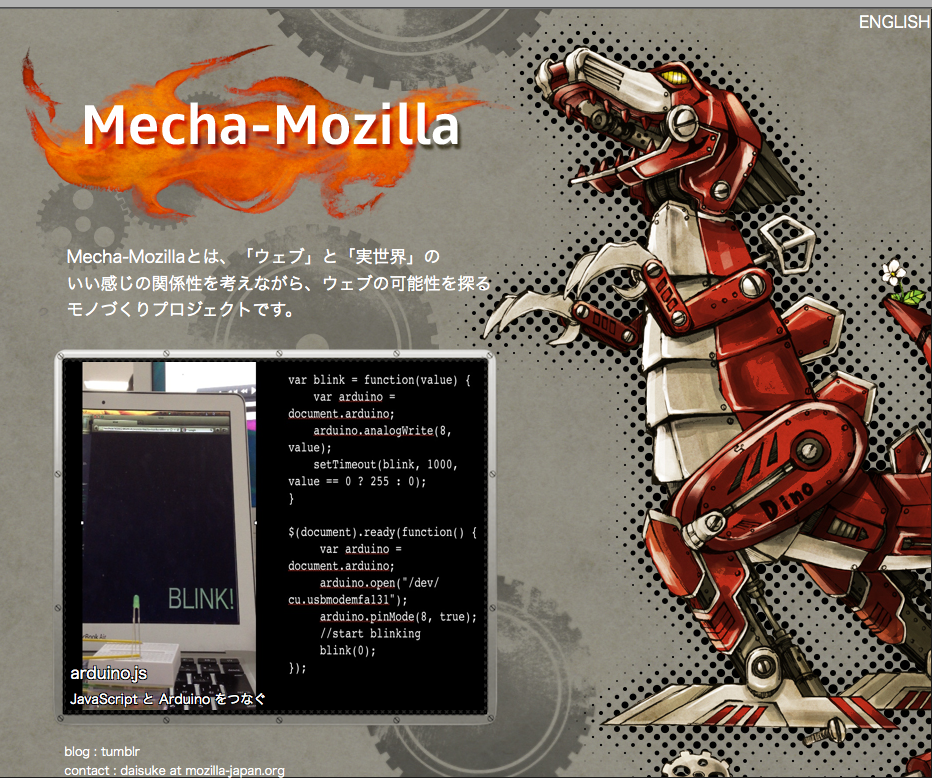 ENGLISH
Mecha-Mozilla
Mecha-Mozillaとは、「ウェブ」と「実世界」の
いい感じの関係性を考えながら、ウェブの可能性を探る
モノづくりプロジェクトです。
var blink = function(value) {
var arduino =
document.arduino;
arduino.analogWrite(8,
value);
setTimeout(blink, 1000,
value == 0 ? 255 : 0);
}
$(document).ready(function() {
var arduino =
document.arduino;
arduino.open("/dev/
cu.usbmodemfa131");
arduino.pinMode(8, true);
//start blinking
blink(0);
});
BLINK!
arduino.js
JavaScript と Arduino をつなぐ
Dino
blog : tumblr
contact : daisuke at mozilla-japan.org